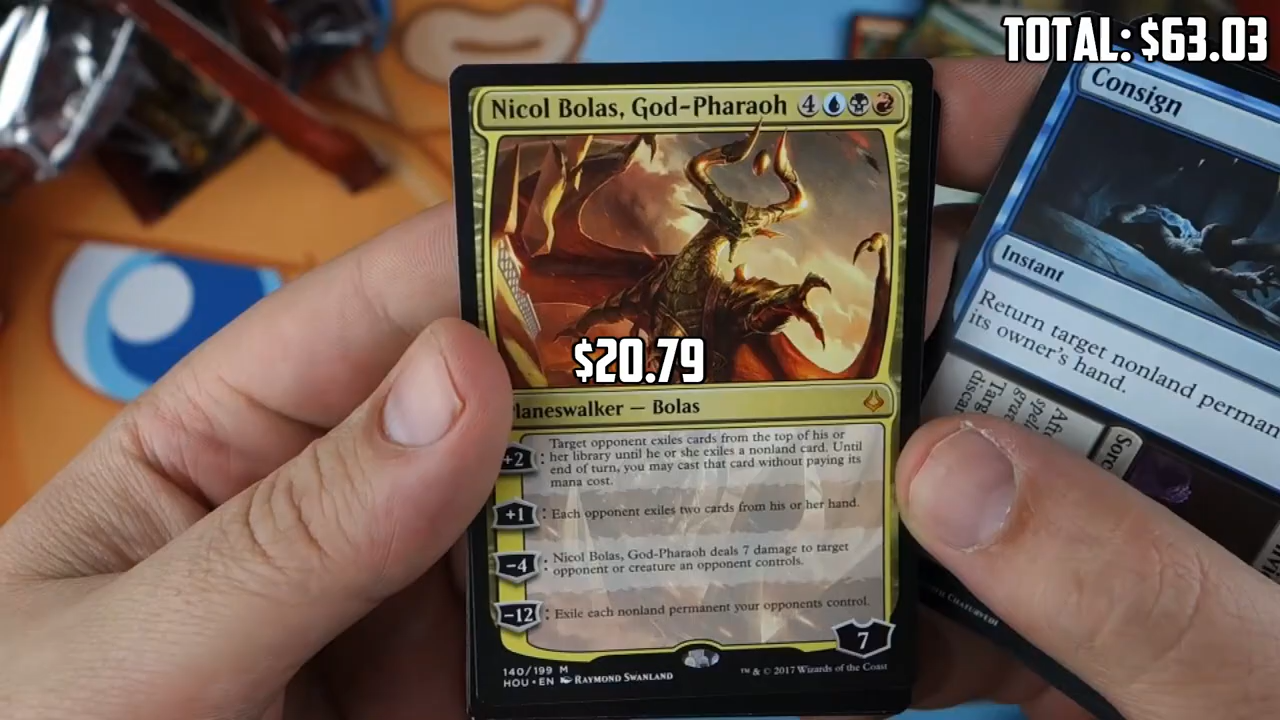 TOTAL: $63.03
Nicol Bolas, God-Pharaoh 4
$20.79
laneswalker — Bolas
+2 : Target opponent exiles cards from the top of his or
her library until he or she exiles a nonland card. Until
end of turn, you may cast that card without paying its
mana cost.
+1 : Each opponent exiles two cards from his or her hand.
-4 : Nicol Bolas, God-Pharaoh deals 7 damage to target
opponent or creature an opponent controls.
-12 : Exile each nonland permanent your opponents control.
7
140/199 M
HOU • EN RAYMOND SWANLAND
™ & © 2017 Wizards of the Coast
Consign
Instant
Return target nonland perman
its owner's hand.